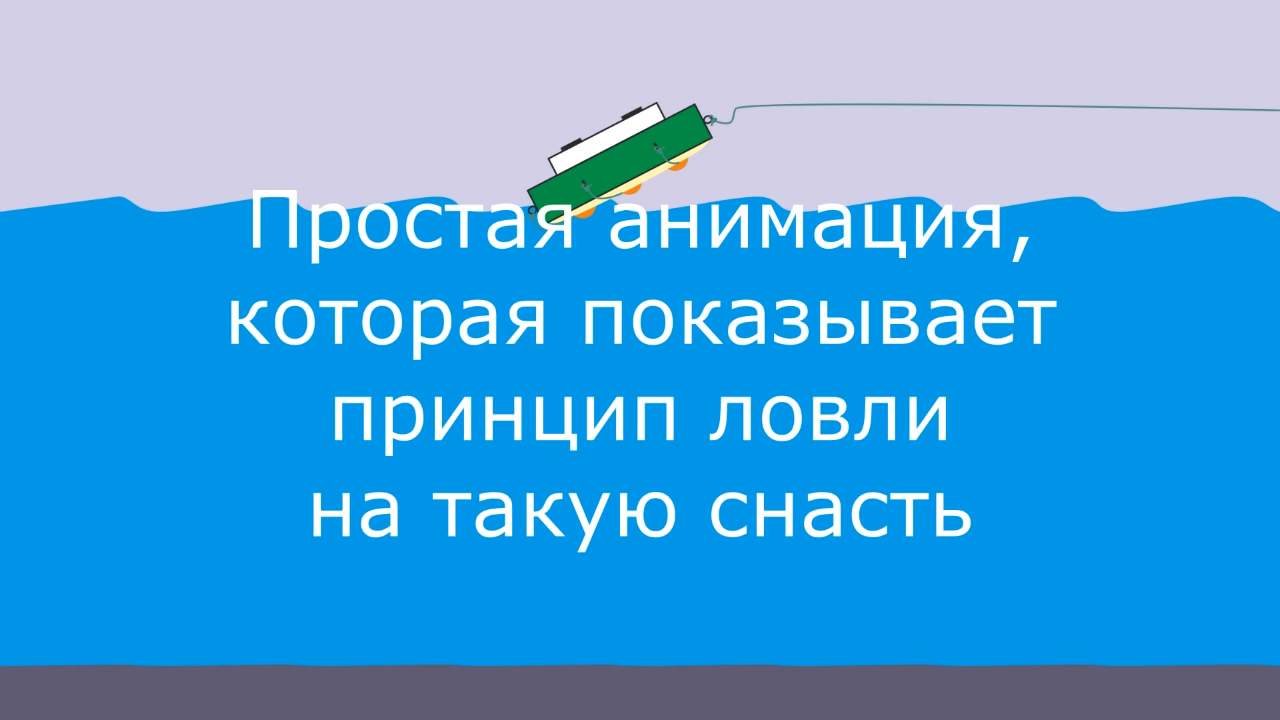 Простая анимация,
которая показывает
принцип ловли
на такую снасть